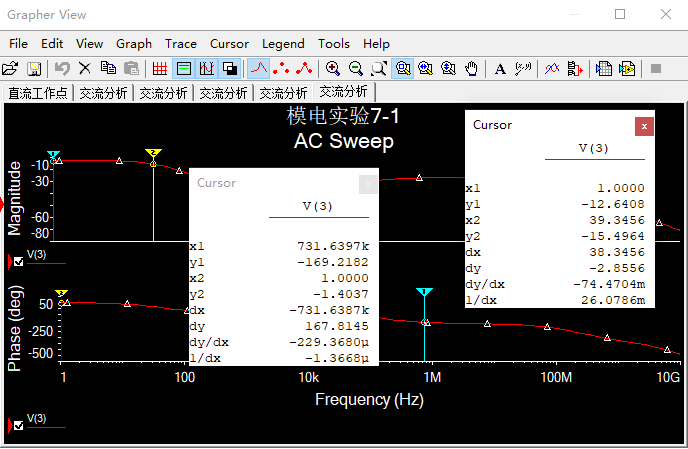 Grapher View
File Edit View Graph Trace Cursor Legend Tools Help
直流工作点 交流分析 交流分析 交流分析 交流分析 交流分析
模电实验7-1
AC Sweep
Magnitude
-10
-30
-60
-80
1
2
V(3)
Cursor x
V(3)
x1 731.6397k
y1 -169.2182
x2 1.0000
y2 -1.4037
dx -731.6387k
dy 167.8145
dy/dx -229.3680µ
1/dx -1.3668µ
Cursor x
V(3)
x1 1.0000
y1 -12.6408
x2 39.3456
y2 -15.4964
dx 38.3456
dy -2.8556
dy/dx -74.4704m
1/dx 26.0786m
Phase (deg)
50
-250
-500
1
1 100 10k 1M 100M 10G
Frequency (Hz)
V(3)